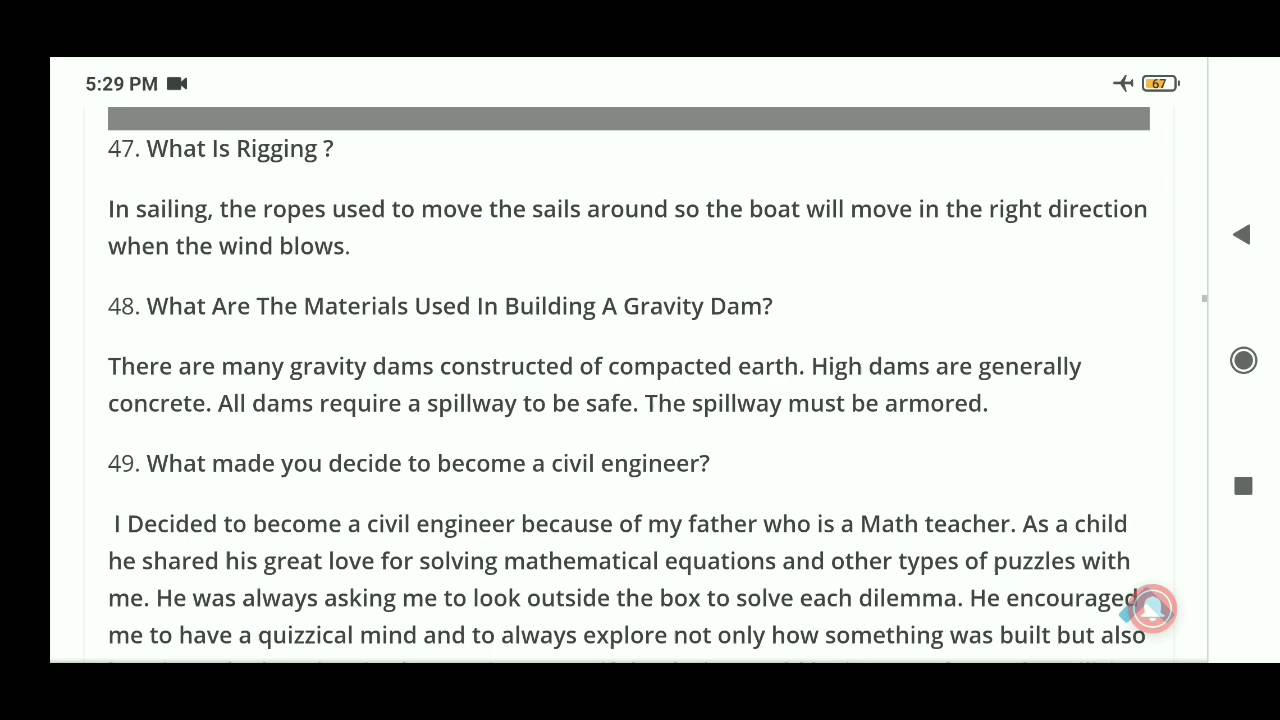 5:29 PM
67
47. What Is Rigging ?
In sailing, the ropes used to move the sails around so the boat will move in the right direction
when the wind blows.
48. What Are The Materials Used In Building A Gravity Dam?
There are many gravity dams constructed of compacted earth. High dams are generally
concrete. All dams require a spillway to be safe. The spillway must be armored.
49. What made you decide to become a civil engineer?
I Decided to become a civil engineer because of my father who is a Math teacher. As a child
he shared his great love for solving mathematical equations and other types of puzzles with
me. He was always asking me to look outside the box to solve each dilemma. He encouraged
me to have a quizzical mind and to always explore not only how something was built but also